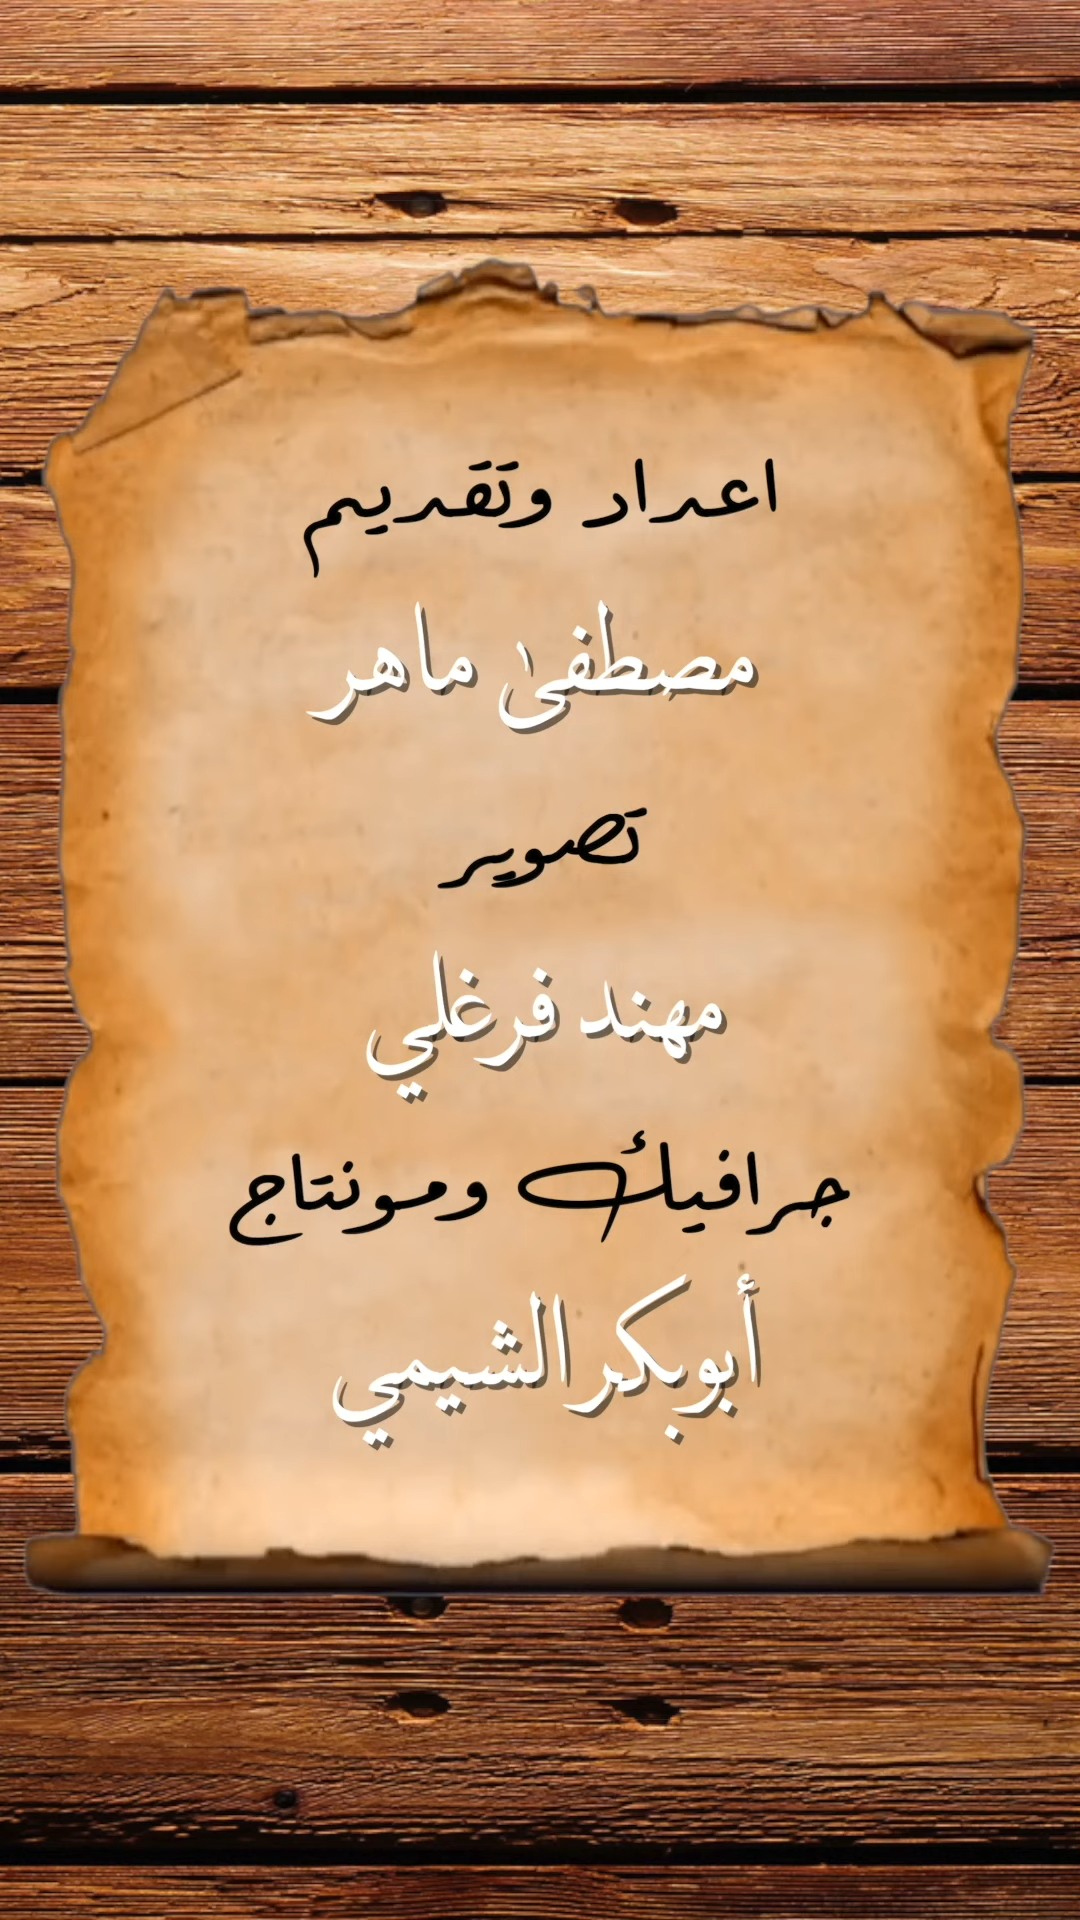 اعداد وتقديم
مصطفىٰ ماهر
تصوير
مهند فرغلي
جرافيك ومونتاج
أبوبكر الشيمي